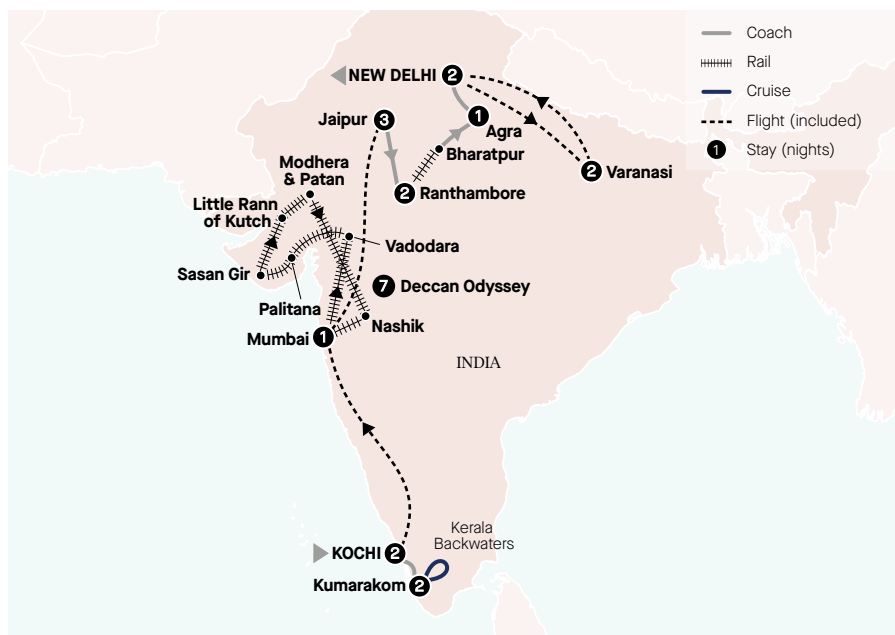 Coach
Rail
Cruise
Flight (included)
1 Stay (nights)
NEW DELHI 2
Jaipur 3
1
Agra
Bharatpur
2 Varanasi
Modhera
& Patan
2 Ranthambore
Little Rann
of Kutch
Vadodara
Sasan Gir
7 Deccan Odyssey
Palitana
Nashik
Mumbai 1
INDIA
Kerala
Backwaters
KOCHI 2
Kumarakom 2